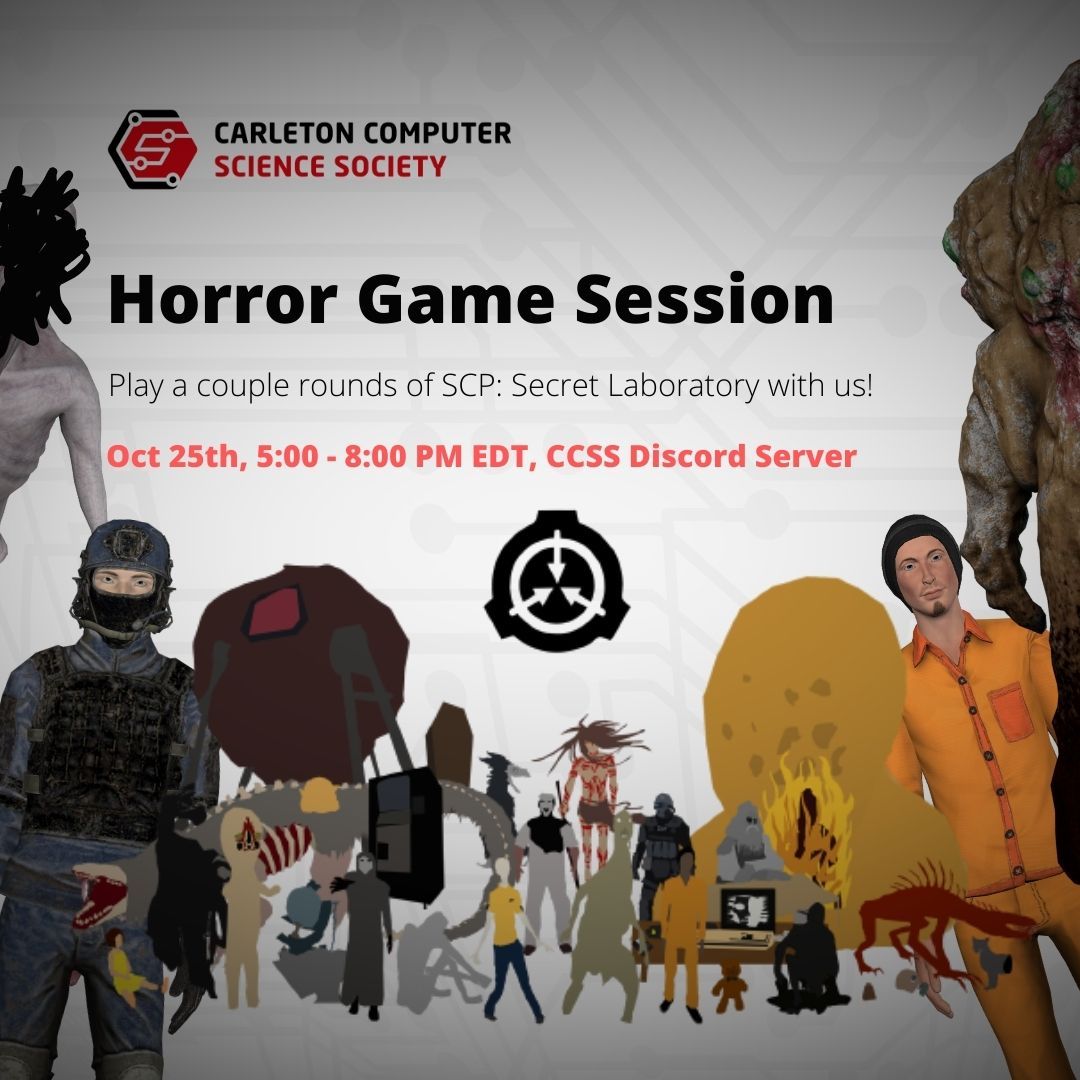 CARLETON COMPUTER
SCIENCE SOCIETY
Horror Game Session
Play a couple rounds of SCP: Secret Laboratory with us!
Oct 25th, 5:00 - 8:00 PM EDT, CCSS Discord Server